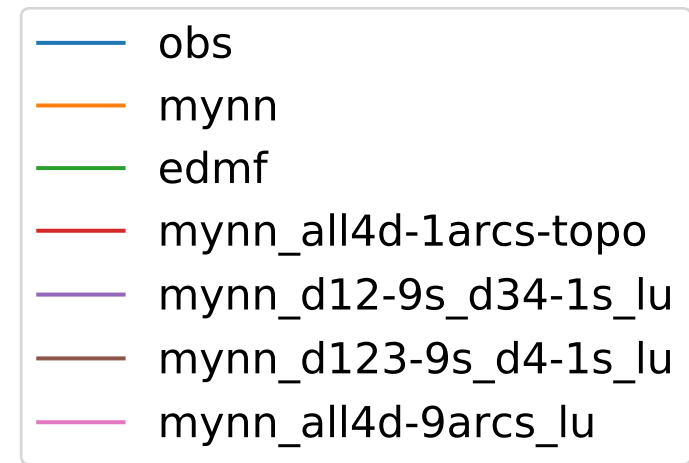 obs
mynn
edmf
mynn_all4d-1arcs-topo
mynn_d12-9s_d34-1s_lu
mynn_d123-9s_d4-1s_lu
mynn_all4d-9arcs_lu